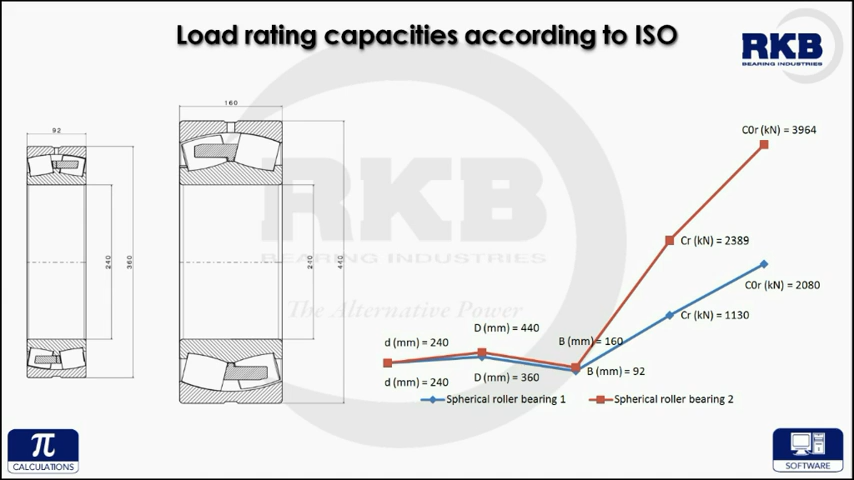 Load rating capacities according to ISO
RKB
BEARING INDUSTRIES
160
92
240
360
240
440
RKB
BEARING INDUSTRIES
The Alternative Power
C0r (kN) = 3964
Cr (kN) = 2389
C0r (kN) = 2080
Cr (kN) = 1130
D (mm) = 440
d (mm) = 240
B (mm) = 160
B (mm) = 92
D (mm) = 360
d (mm) = 240
Spherical roller bearing 1
Spherical roller bearing 2
π
CALCULATIONS
SOFTWARE